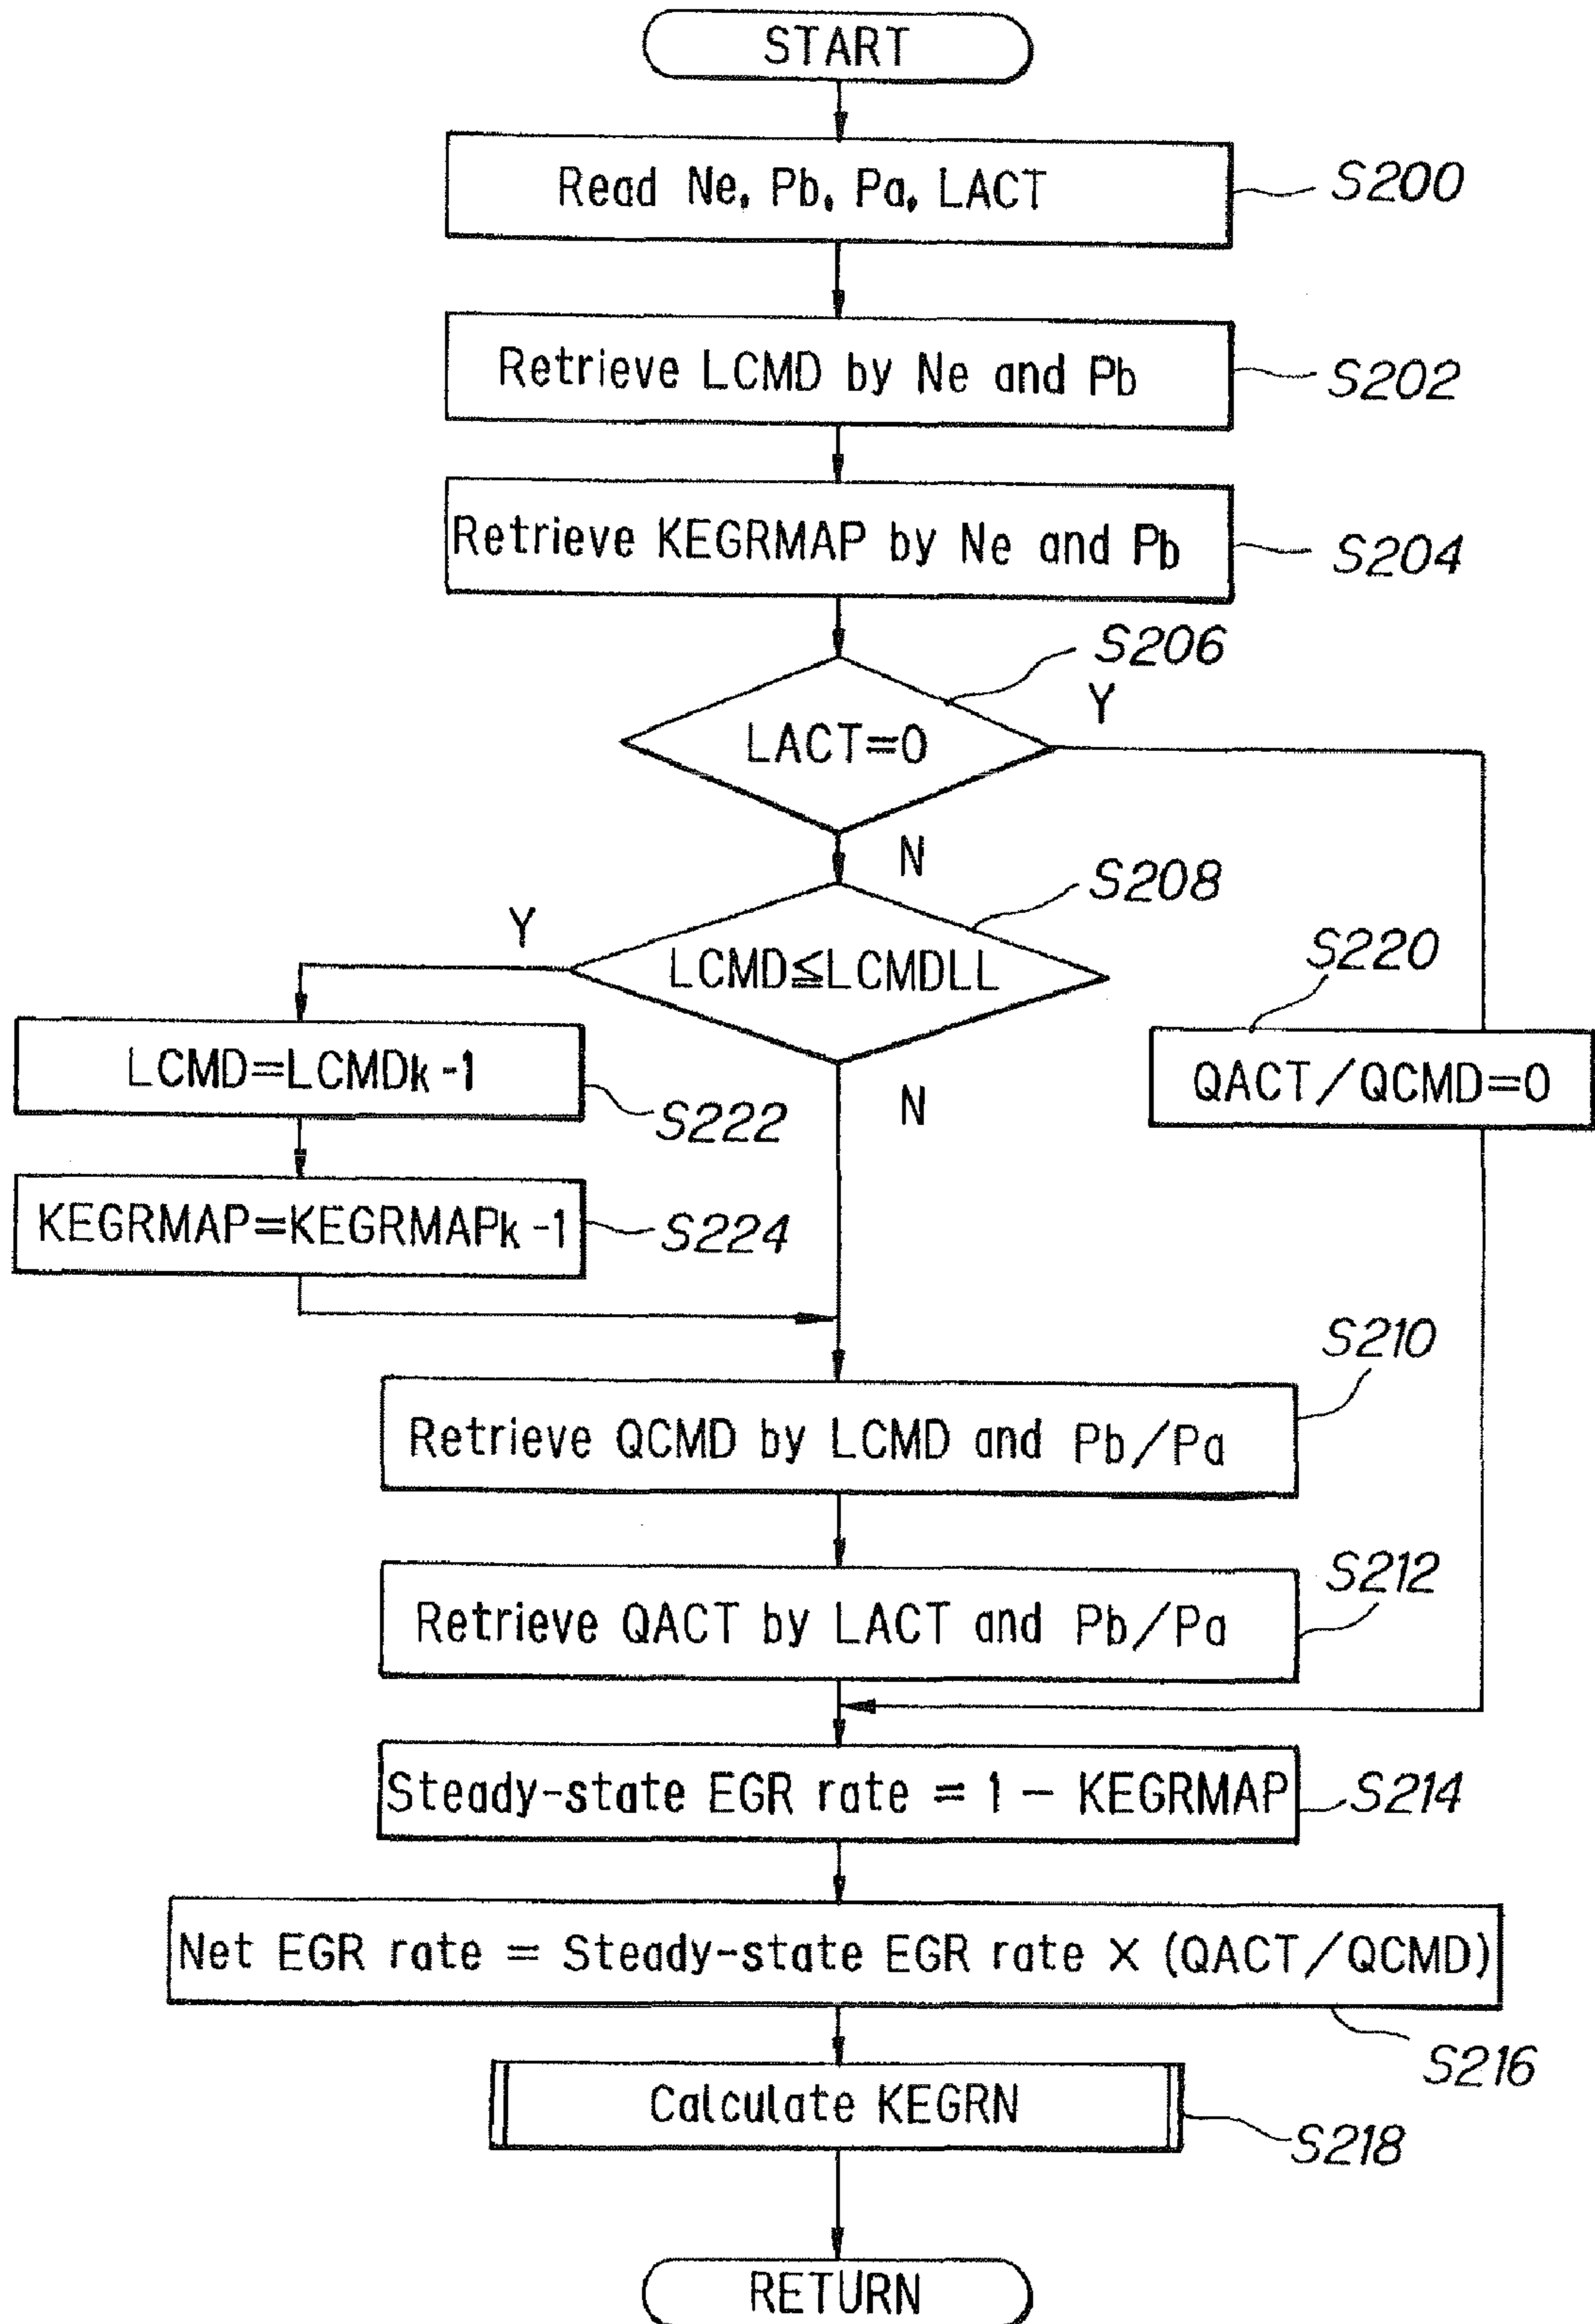 START
Read Ne, Pb, Pa, LACT
S200
Retrieve LCMD by Ne and Pb
S202
Retrieve KEGRMAP by Ne and Pb
S204
S206
LACT=0
Y
N
S208
LCMD≦LCMDLL
Y
N
S220
QACT/QCMD=0
LCMD=LCMDk-1
S222
KEGRMAP=KEGRMAPk-1
S224
S210
Retrieve QCMD by LCMD and Pb/Pa
S212
Retrieve QACT by LACT and Pb/Pa
Steady-state EGR rate = 1 - KEGRMAP
S214
Net EGR rate = Steady-state EGR rate × (QACT/QCMD)
S216
Calculate KEGRN
S218
RETURN